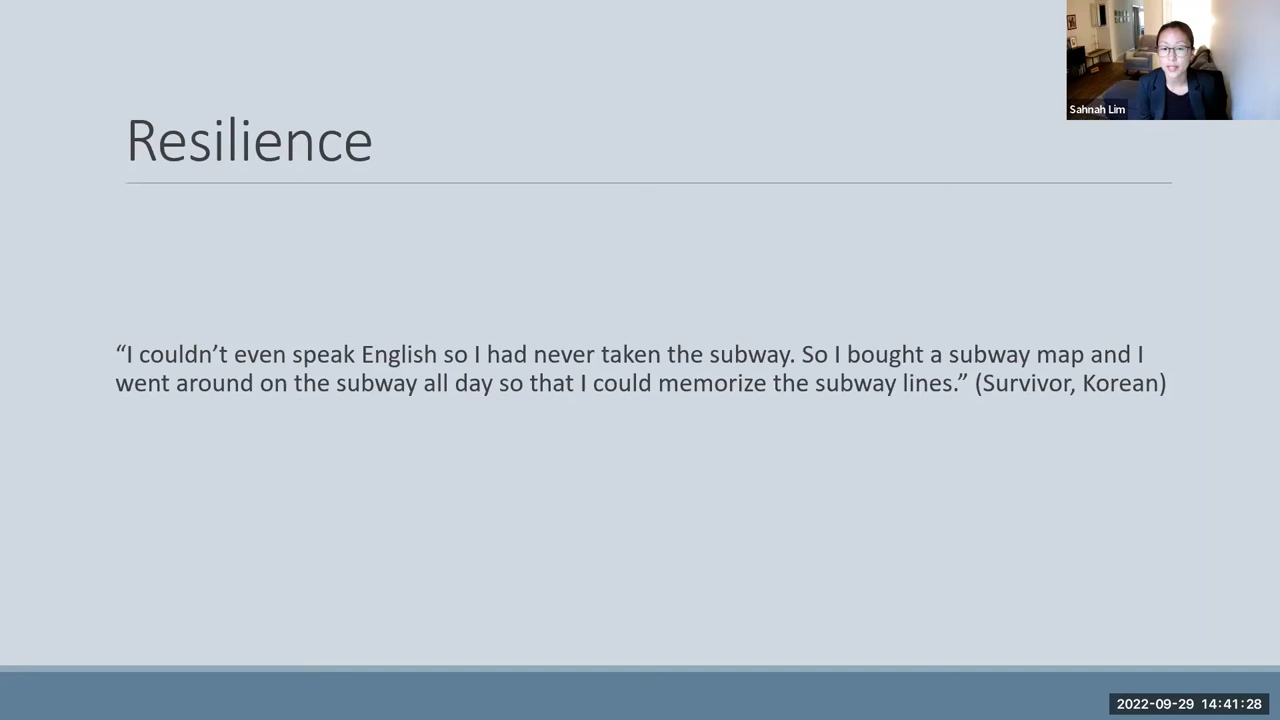 Sahnah Lim
Resilience
“I couldn’t even speak English so I had never taken the subway. So I bought a subway map and I
went around on the subway all day so that I could memorize the subway lines.” (Survivor, Korean)
2022-09-29 14:41:28